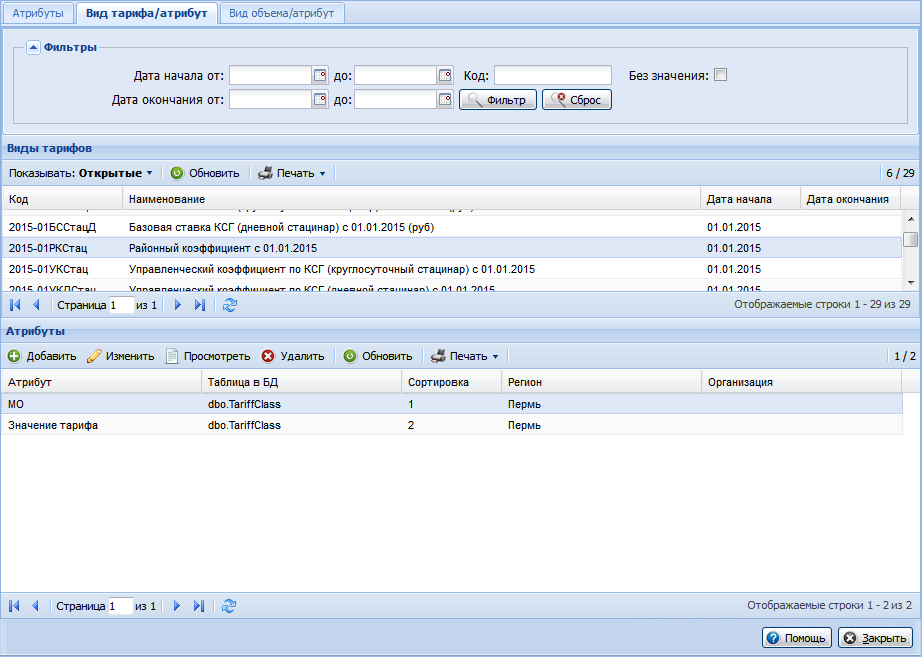 Атрибуты Вид тарифа/атрибут Вид объема/атрибут
Фильтры
Дата начала от: до: Код: Без значения:
Дата окончания от: до: Фильтр Сброс
Виды тарифов
Показывать: Открытые Обновить Печать 6 / 29
Код Наименование Дата начала Дата окончания
2015-01БССтацД Базовая ставка КСГ (дневной стацинар) с 01.01.2015 (руб) 01.01.2015
2015-01РКСтац Районный коэффициент с 01.01.2015 01.01.2015
2015-01УКСтац Управленческий коэффициент по КСГ (круглосуточный стацинар) с 01.01.2015 01.01.2015
2015-01УКДСтац Управленческий коэффициент по КСГ (дневной стацинар) с 01.01.2015 01.01.2015
Страница 1 из 1 Отображаемые строки 1 - 29 из 29
Атрибуты
Добавить Изменить Просмотреть Удалить Обновить Печать 1 / 2
Атрибут Таблица в БД Сортировка Регион Организация
МО dbo.TariffClass 1 Пермь
Значение тарифа dbo.TariffClass 2 Пермь
Страница 1 из 1 Отображаемые строки 1 - 2 из 2
Помощь Закрыть